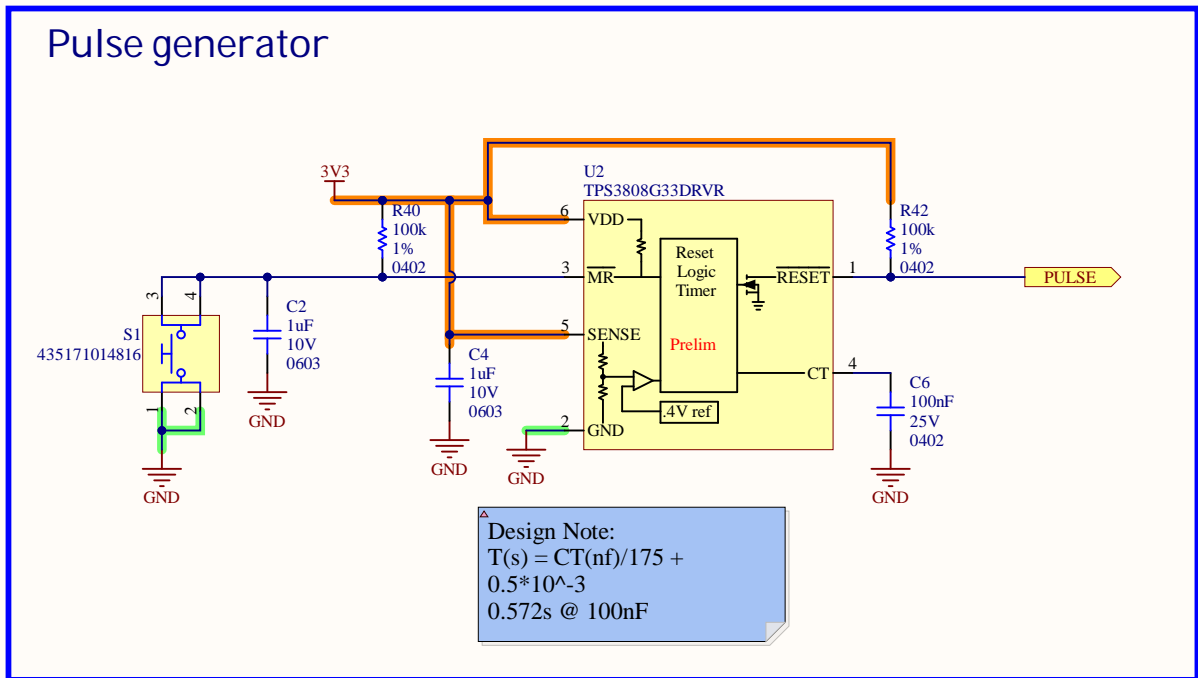 Pulse generator
3V3
R40
100k
1%
0402
U2
TPS3808G33DRVR
6
VDD
3
MR
5
SENSE
2
GND
Reset
Logic
Timer
Prelim
.4V ref
RESET
1
CT
4
R42
100k
1%
0402
PULSE
3
4
S1
435171014816
1
2
GND
C2
1uF
10V
0603
GND
C4
1uF
10V
0603
GND
GND
C6
100nF
25V
0402
GND
Design Note:
T(s) = CT(nf)/175 +
0.5*10^-3
0.572s @ 100nF